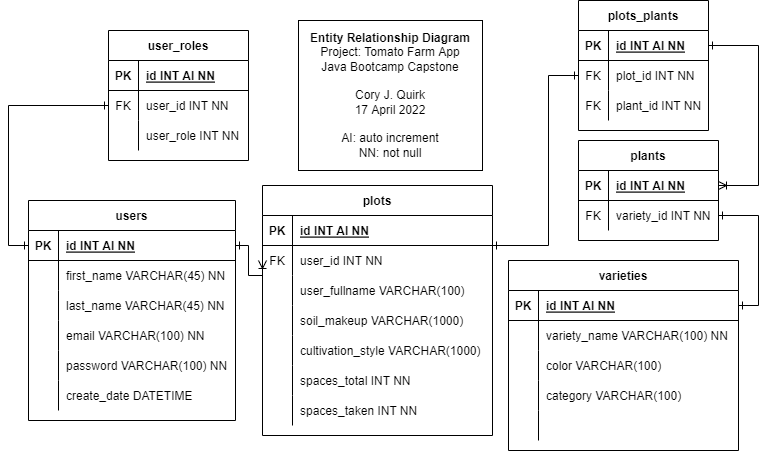 user_roles
PK id INT AI NN
FK user_id INT NN
user_role INT NN
Entity Relationship Diagram
Project: Tomato Farm App
Java Bootcamp Capstone
Cory J. Quirk
17 April 2022
AI: auto increment
NN: not null
plots_plants
PK id INT AI NN
FK plot_id INT NN
FK plant_id INT NN
plants
PK id INT AI NN
FK variety_id INT NN
users
PK id INT AI NN
first_name VARCHAR(45) NN
last_name VARCHAR(45) NN
email VARCHAR(100) NN
password VARCHAR(100) NN
create_date DATETIME
plots
PK id INT AI NN
FK user_id INT NN
user_fullname VARCHAR(100)
soil_makeup VARCHAR(1000)
cultivation_style VARCHAR(1000)
spaces_total INT NN
spaces_taken INT NN
varieties
PK id INT AI NN
variety_name VARCHAR(100) NN
color VARCHAR(100)
category VARCHAR(100)